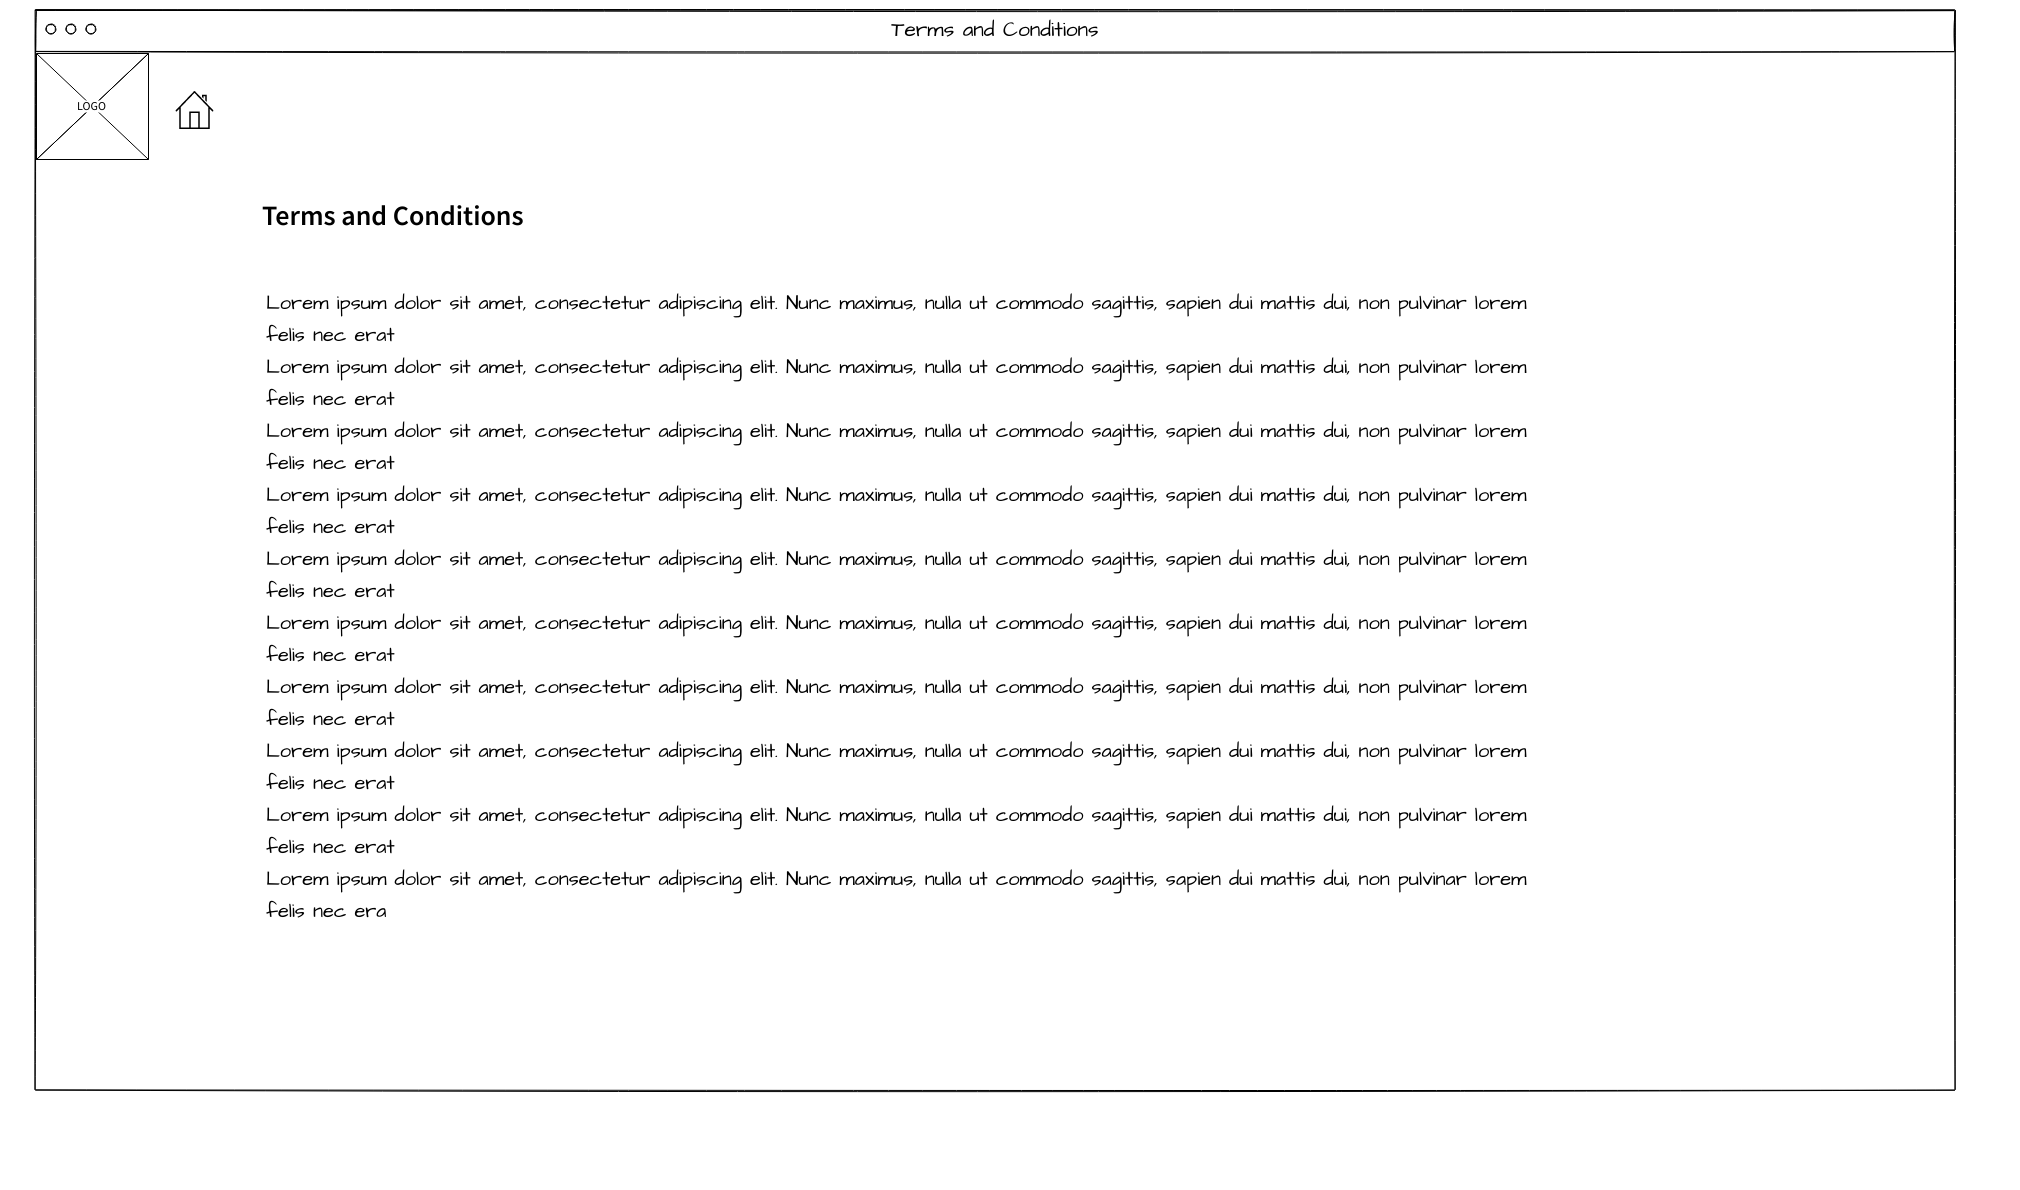 Terms and Conditions
LOGO
Terms and Conditions
Lorem ipsum dolor sit amet, consectetur adipiscing elit. Nunc maximus, nulla ut commodo sagittis, sapien dui mattis dui, non pulvinar lorem
felis nec erat
Lorem ipsum dolor sit amet, consectetur adipiscing elit. Nunc maximus, nulla ut commodo sagittis, sapien dui mattis dui, non pulvinar lorem
felis nec erat
Lorem ipsum dolor sit amet, consectetur adipiscing elit. Nunc maximus, nulla ut commodo sagittis, sapien dui mattis dui, non pulvinar lorem
felis nec erat
Lorem ipsum dolor sit amet, consectetur adipiscing elit. Nunc maximus, nulla ut commodo sagittis, sapien dui mattis dui, non pulvinar lorem
felis nec erat
Lorem ipsum dolor sit amet, consectetur adipiscing elit. Nunc maximus, nulla ut commodo sagittis, sapien dui mattis dui, non pulvinar lorem
felis nec erat
Lorem ipsum dolor sit amet, consectetur adipiscing elit. Nunc maximus, nulla ut commodo sagittis, sapien dui mattis dui, non pulvinar lorem
felis nec erat
Lorem ipsum dolor sit amet, consectetur adipiscing elit. Nunc maximus, nulla ut commodo sagittis, sapien dui mattis dui, non pulvinar lorem
felis nec erat
Lorem ipsum dolor sit amet, consectetur adipiscing elit. Nunc maximus, nulla ut commodo sagittis, sapien dui mattis dui, non pulvinar lorem
felis nec erat
Lorem ipsum dolor sit amet, consectetur adipiscing elit. Nunc maximus, nulla ut commodo sagittis, sapien dui mattis dui, non pulvinar lorem
felis nec erat
Lorem ipsum dolor sit amet, consectetur adipiscing elit. Nunc maximus, nulla ut commodo sagittis, sapien dui mattis dui, non pulvinar lorem
felis nec era